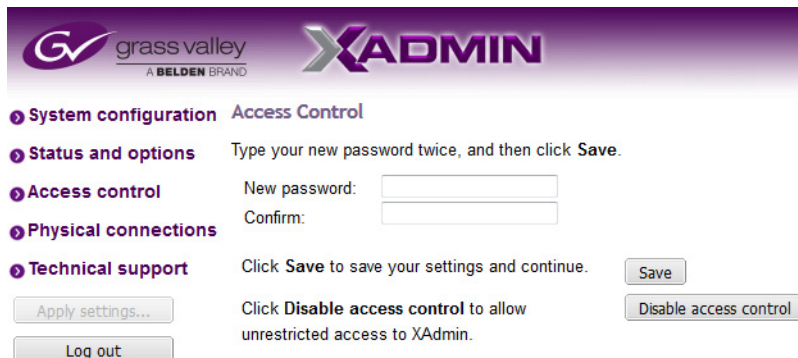 grass valley
A BELDEN BRAND
XADMIN
System configuration
Status and options
Access control
Physical connections
Technical support
Apply settings...
Log out
Access Control
Type your new password twice, and then click Save.
New password:
Confirm:
Click Save to save your settings and continue.
Save
Click Disable access control to allow
unrestricted access to XAdmin.
Disable access control